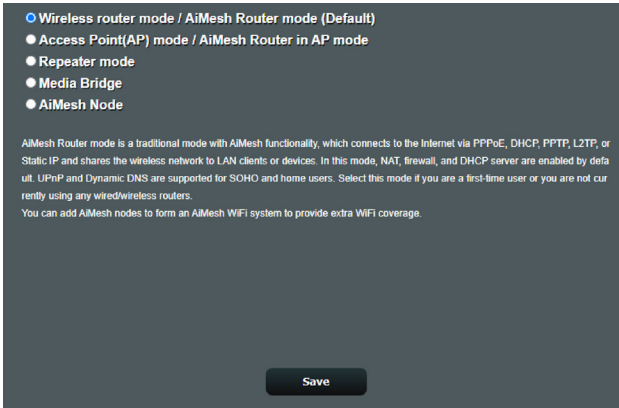 Wireless router mode / AiMesh Router mode (Default)
Access Point(AP) mode / AiMesh Router in AP mode
Repeater mode
Media Bridge
AiMesh Node
AiMesh Router mode is a traditional mode with AiMesh functionality, which connects to the Internet via PPPoE, DHCP, PPTP, L2TP, or
Static IP and shares the wireless network to LAN clients or devices. In this mode, NAT, firewall, and DHCP server are enabled by defa
ult. UPnP and Dynamic DNS are supported for SOHO and home users. Select this mode if you are a first-time user or you are not cur
rently using any wired/wireless routers.
You can add AiMesh nodes to form an AiMesh WiFi system to provide extra WiFi coverage.
Save